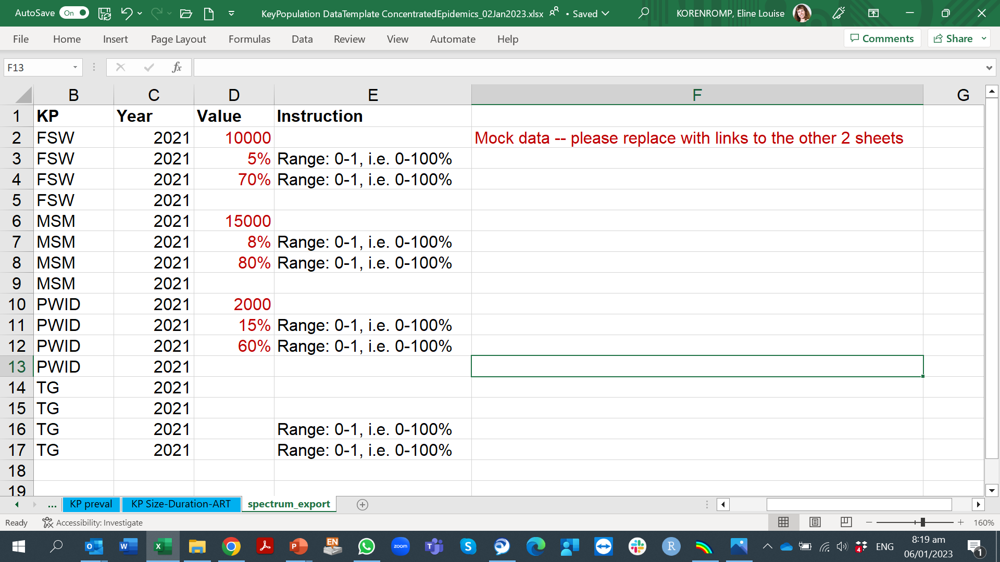 AutoSave On KeyPopulation DataTemplate ConcentratedEpidemics_02Jan2023.xlsx • Saved KORENROMP, Eline Louise
File Home Insert Page Layout Formulas Data Review View Automate Help Comments Share
F13 fx
B C D E F G
1 KP Year Value Instruction
2 FSW 2021 10000 Mock data -- please replace with links to the other 2 sheets
3 FSW 2021 5% Range: 0-1, i.e. 0-100%
4 FSW 2021 70% Range: 0-1, i.e. 0-100%
5 FSW 2021
6 MSM 2021 15000
7 MSM 2021 8% Range: 0-1, i.e. 0-100%
8 MSM 2021 80% Range: 0-1, i.e. 0-100%
9 MSM 2021
10 PWID 2021 2000
11 PWID 2021 15% Range: 0-1, i.e. 0-100%
12 PWID 2021 60% Range: 0-1, i.e. 0-100%
13 PWID 2021
14 TG 2021
15 TG 2021
16 TG 2021 Range: 0-1, i.e. 0-100%
17 TG 2021 Range: 0-1, i.e. 0-100%
18
19
... KP preval KP Size-Duration-ART spectrum_export
Ready Accessibility: Investigate 160%
O W X P EN zoom T S R 4 ENG 8:19 am 1
06/01/2023